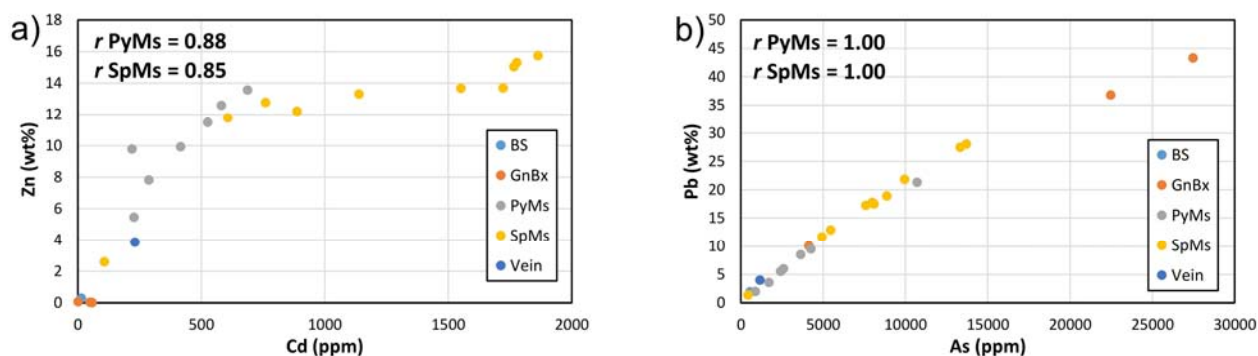 a)
r PyMs = 0.88
r SpMs = 0.85
Zn (wt%)
18
16
14
12
10
8
6
4
2
0
BS
GnBx
PyMs
SpMs
Vein
0 500 1000 1500 2000
Cd (ppm)
b)
r PyMs = 1.00
r SpMs = 1.00
Pb (wt%)
50
45
40
35
30
25
20
15
10
5
0
BS
GnBx
PyMs
SpMs
Vein
0 5000 10000 15000 20000 25000 30000
As (ppm)